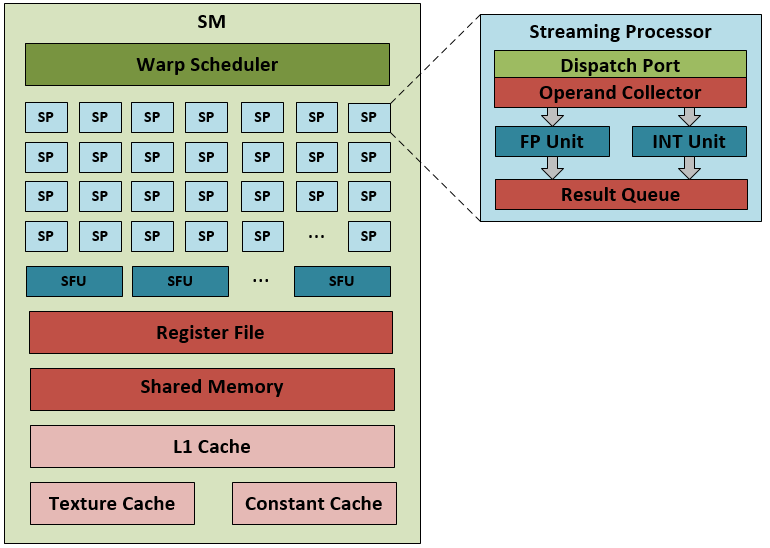 SM
Warp Scheduler
SP SP SP SP SP SP SP
SP SP SP SP SP SP SP
SP SP SP SP SP SP SP
SP SP SP SP SP ... SP
SFU SFU ... SFU
Register File
Shared Memory
L1 Cache
Texture Cache Constant Cache
Streaming Processor
Dispatch Port
Operand Collector
FP Unit INT Unit
Result Queue